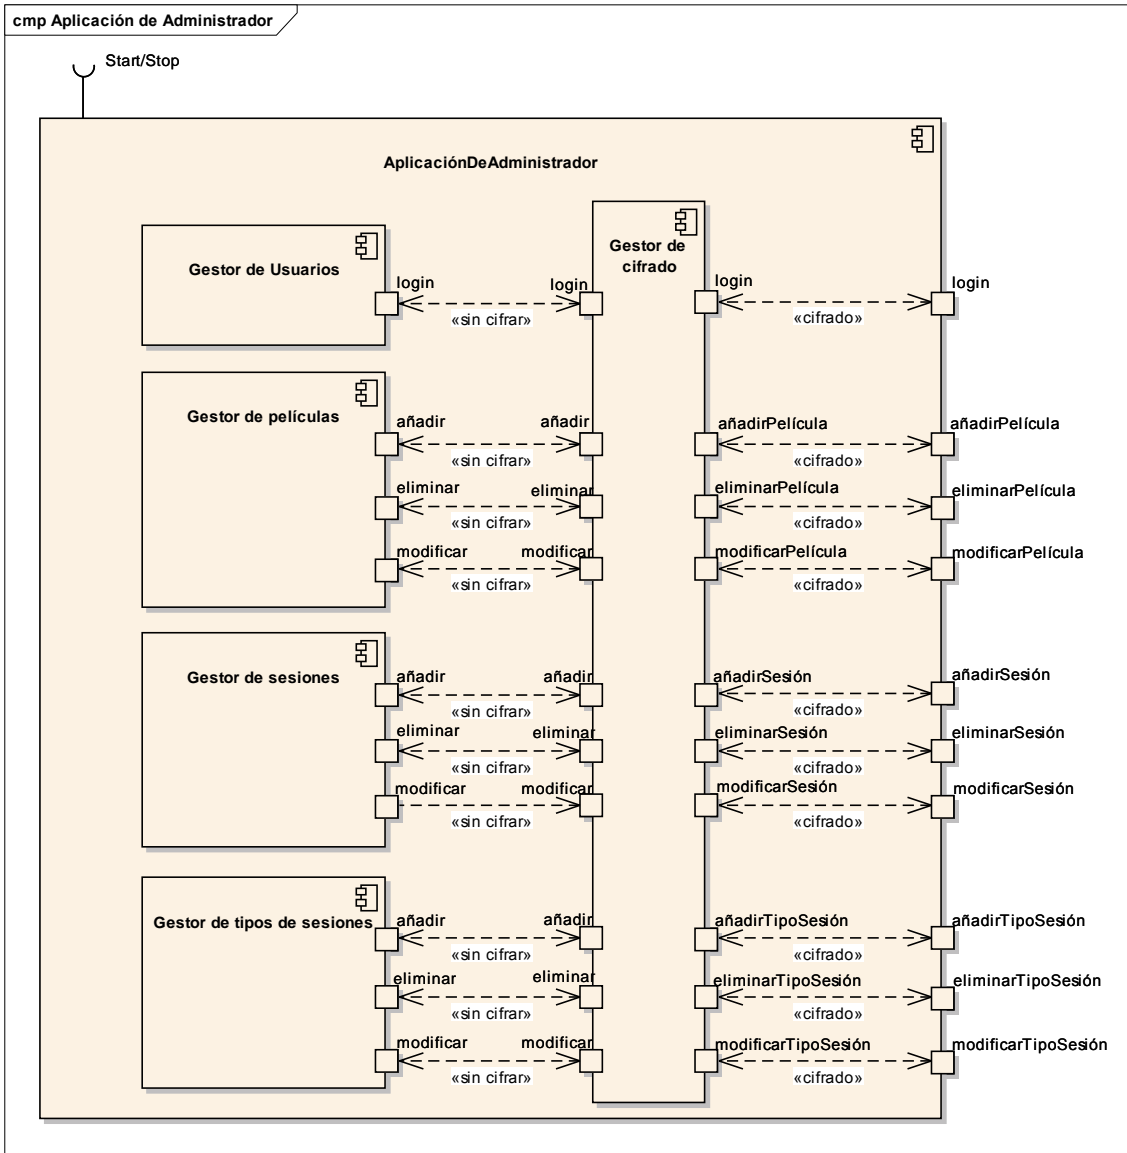 cmp Aplicación de Administrador
Start/Stop
AplicaciónDeAdministrador
Gestor de Usuarios
Gestor de
cifrado
login login login login
«sin cifrar» «cifrado»
Gestor de películas
añadir añadir añadirPelícula añadirPelícula
«sin cifrar» «cifrado»
eliminar eliminar eliminarPelícula eliminarPelícula
«sin cifrar» «cifrado»
modificar modificar modificarPelícula modificarPelícula
«sin cifrar» «cifrado»
Gestor de sesiones
añadir añadir añadirSesión añadirSesión
«sin cifrar» «cifrado»
eliminar eliminar eliminarSesión eliminarSesión
«sin cifrar» «cifrado»
modificar modificar modificarSesión modificarSesión
«sin cifrar» «cifrado»
Gestor de tipos de sesiones
añadir añadir añadirTipoSesión añadirTipoSesión
«sin cifrar» «cifrado»
eliminar eliminar eliminarTipoSesión eliminarTipoSesión
«sin cifrar» «cifrado»
modificar modificar modificarTipoSesión modificarTipoSesión
«sin cifrar» «cifrado»